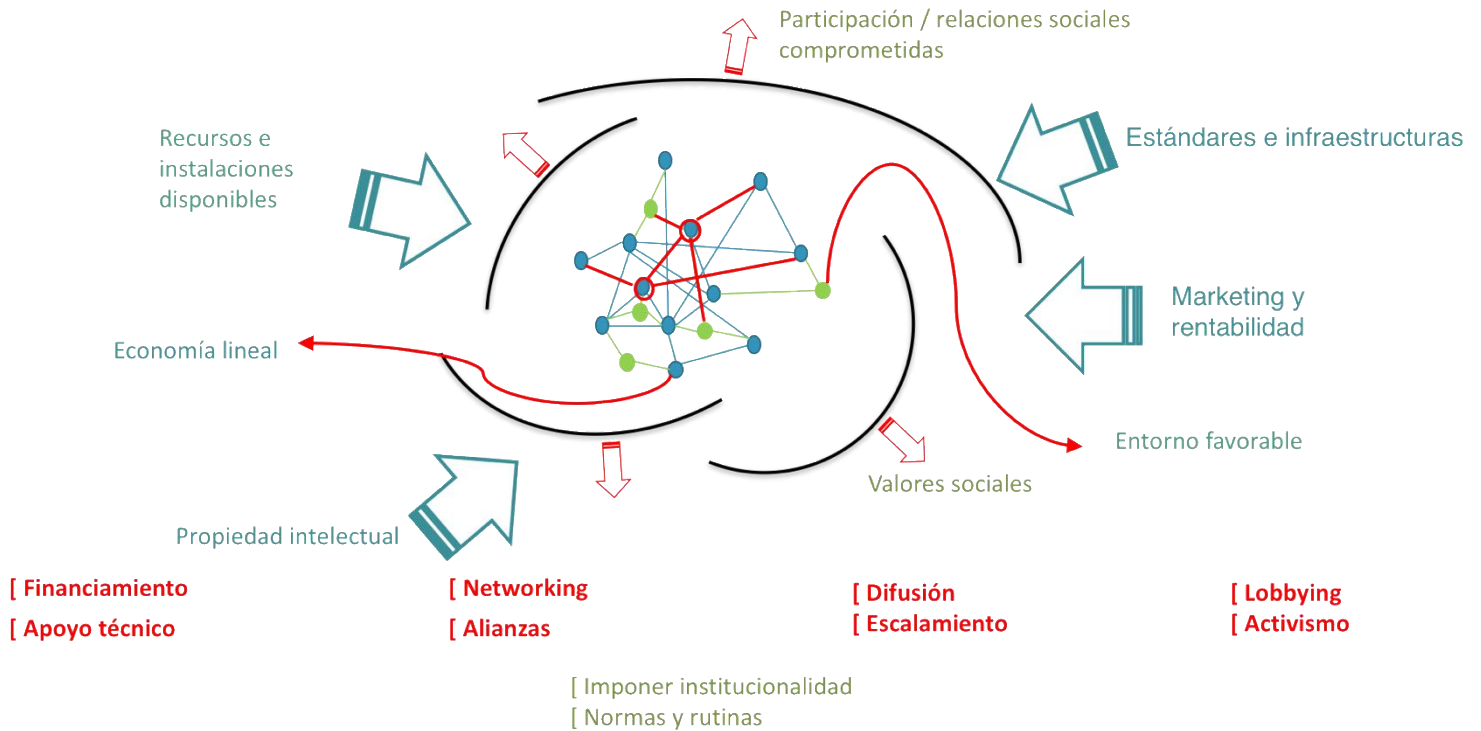 Participación / relaciones sociales
comprometidas
Recursos e
instalaciones
disponibles
Estándares e infraestructuras
Marketing y
rentabilidad
Economía lineal
Entorno favorable
Valores sociales
Propiedad intelectual
[ Financiamiento
[ Apoyo técnico
[ Networking
[ Alianzas
[ Difusión
[ Escalamiento
[ Lobbying
[ Activismo
[ Imponer institucionalidad
[ Normas y rutinas